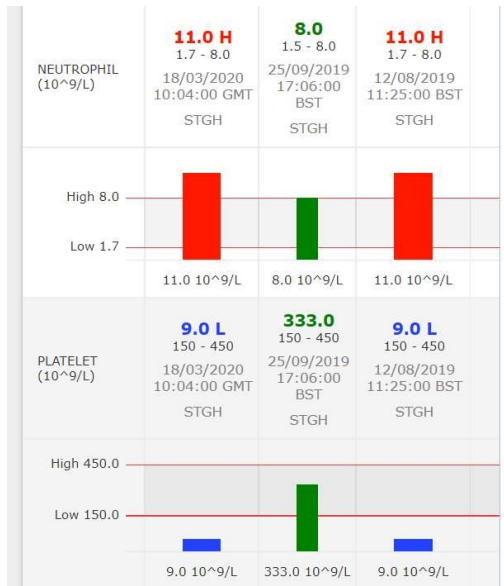 11.0 H
8.0
11.0 H
1.7 - 8.0
1.5 - 8.0
1.7 - 8.0
NEUTROPHIL
(10^9/L)
18/03/2020
10:04:00 GMT
25/09/2019
17:06:00
BST
12/08/2019
11:25:00 BST
STGH
STGH
STGH
High 8.0
Low 1.7
11.0 10^9/L
8.0 10^9/L
11.0 10^9/L
9.0 L
333.0
9.0 L
150 - 450
150 - 450
150 - 450
PLATELET
(10^9/L)
18/03/2020
10:04:00 GMT
25/09/2019
17:06:00
BST
12/08/2019
11:25:00 BST
STGH
STGH
STGH
High 450.0
Low 150.0
9.0 10^9/L
333.0 10^9/L
9.0 10^9/L